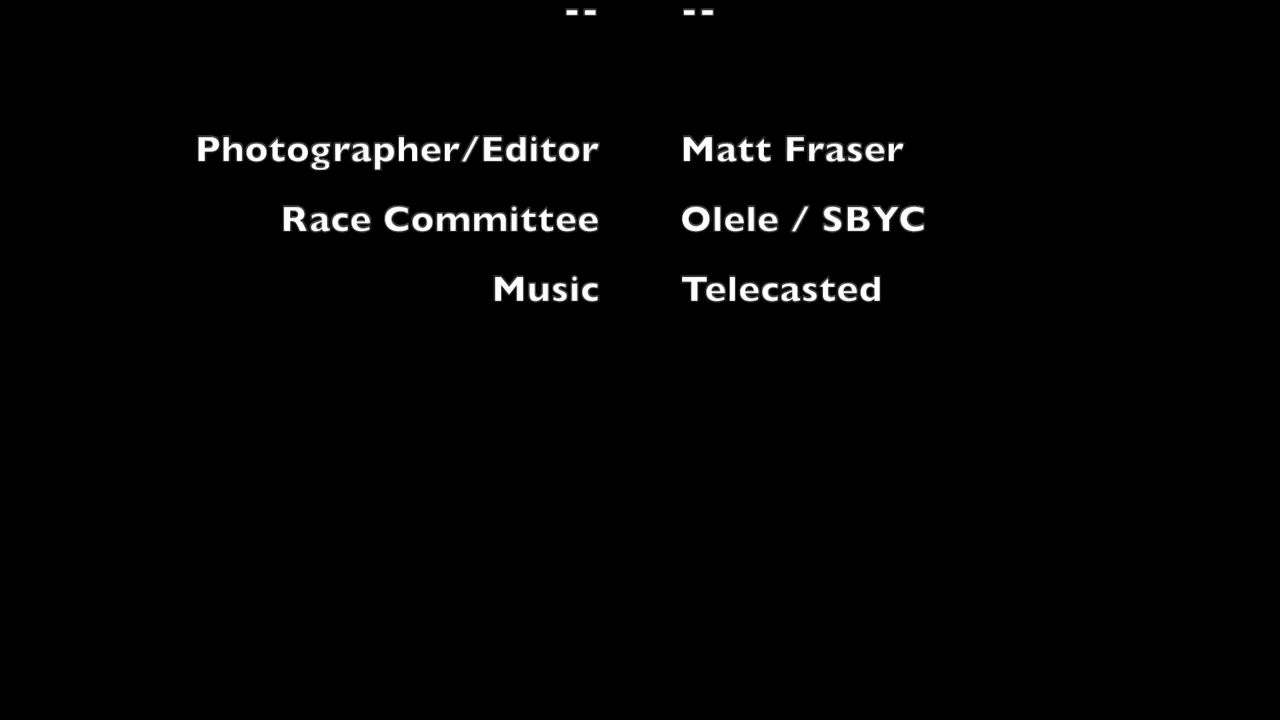 -- --
Photographer/Editor Matt Fraser
Race Committee Olele / SBYC
Music Telecasted